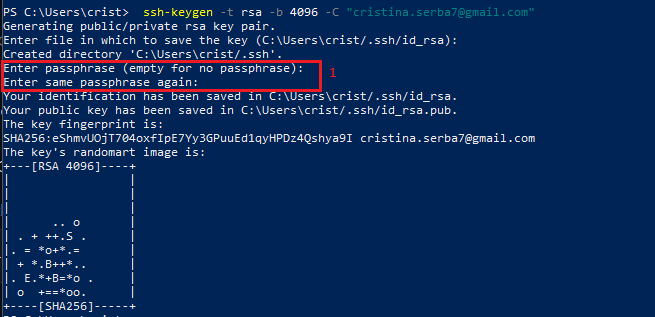 PS C:\Users\crist> ssh-keygen -t rsa -b 4096 -C "cristina.serba7@gmail.com"
Generating public/private rsa key pair.
Enter file in which to save the key (C:\Users\crist/.ssh/id_rsa):
Created directory 'C:\Users\crist/.ssh'.
Enter passphrase (empty for no passphrase):
1
Enter same passphrase again:
Your identification has been saved in C:\Users\crist/.ssh/id_rsa.
Your public key has been saved in C:\Users\crist/.ssh/id_rsa.pub.
The key fingerprint is:
SHA256:eShmvUOjT704oxfIpE7Yy3GPuuEd1qyHPDz4Qshya9I cristina.serba7@gmail.com
The key's randomart image is:
+---[RSA 4096]----+
|                 |
|                 |
|                 |
|      .. o       |
| . + ++.S .      |
|. = *o+*.=       |
| + *.B++*..      |
|. E.*+B=*o .     |
| o  +==*oo.      |
+----[SHA256]-----+